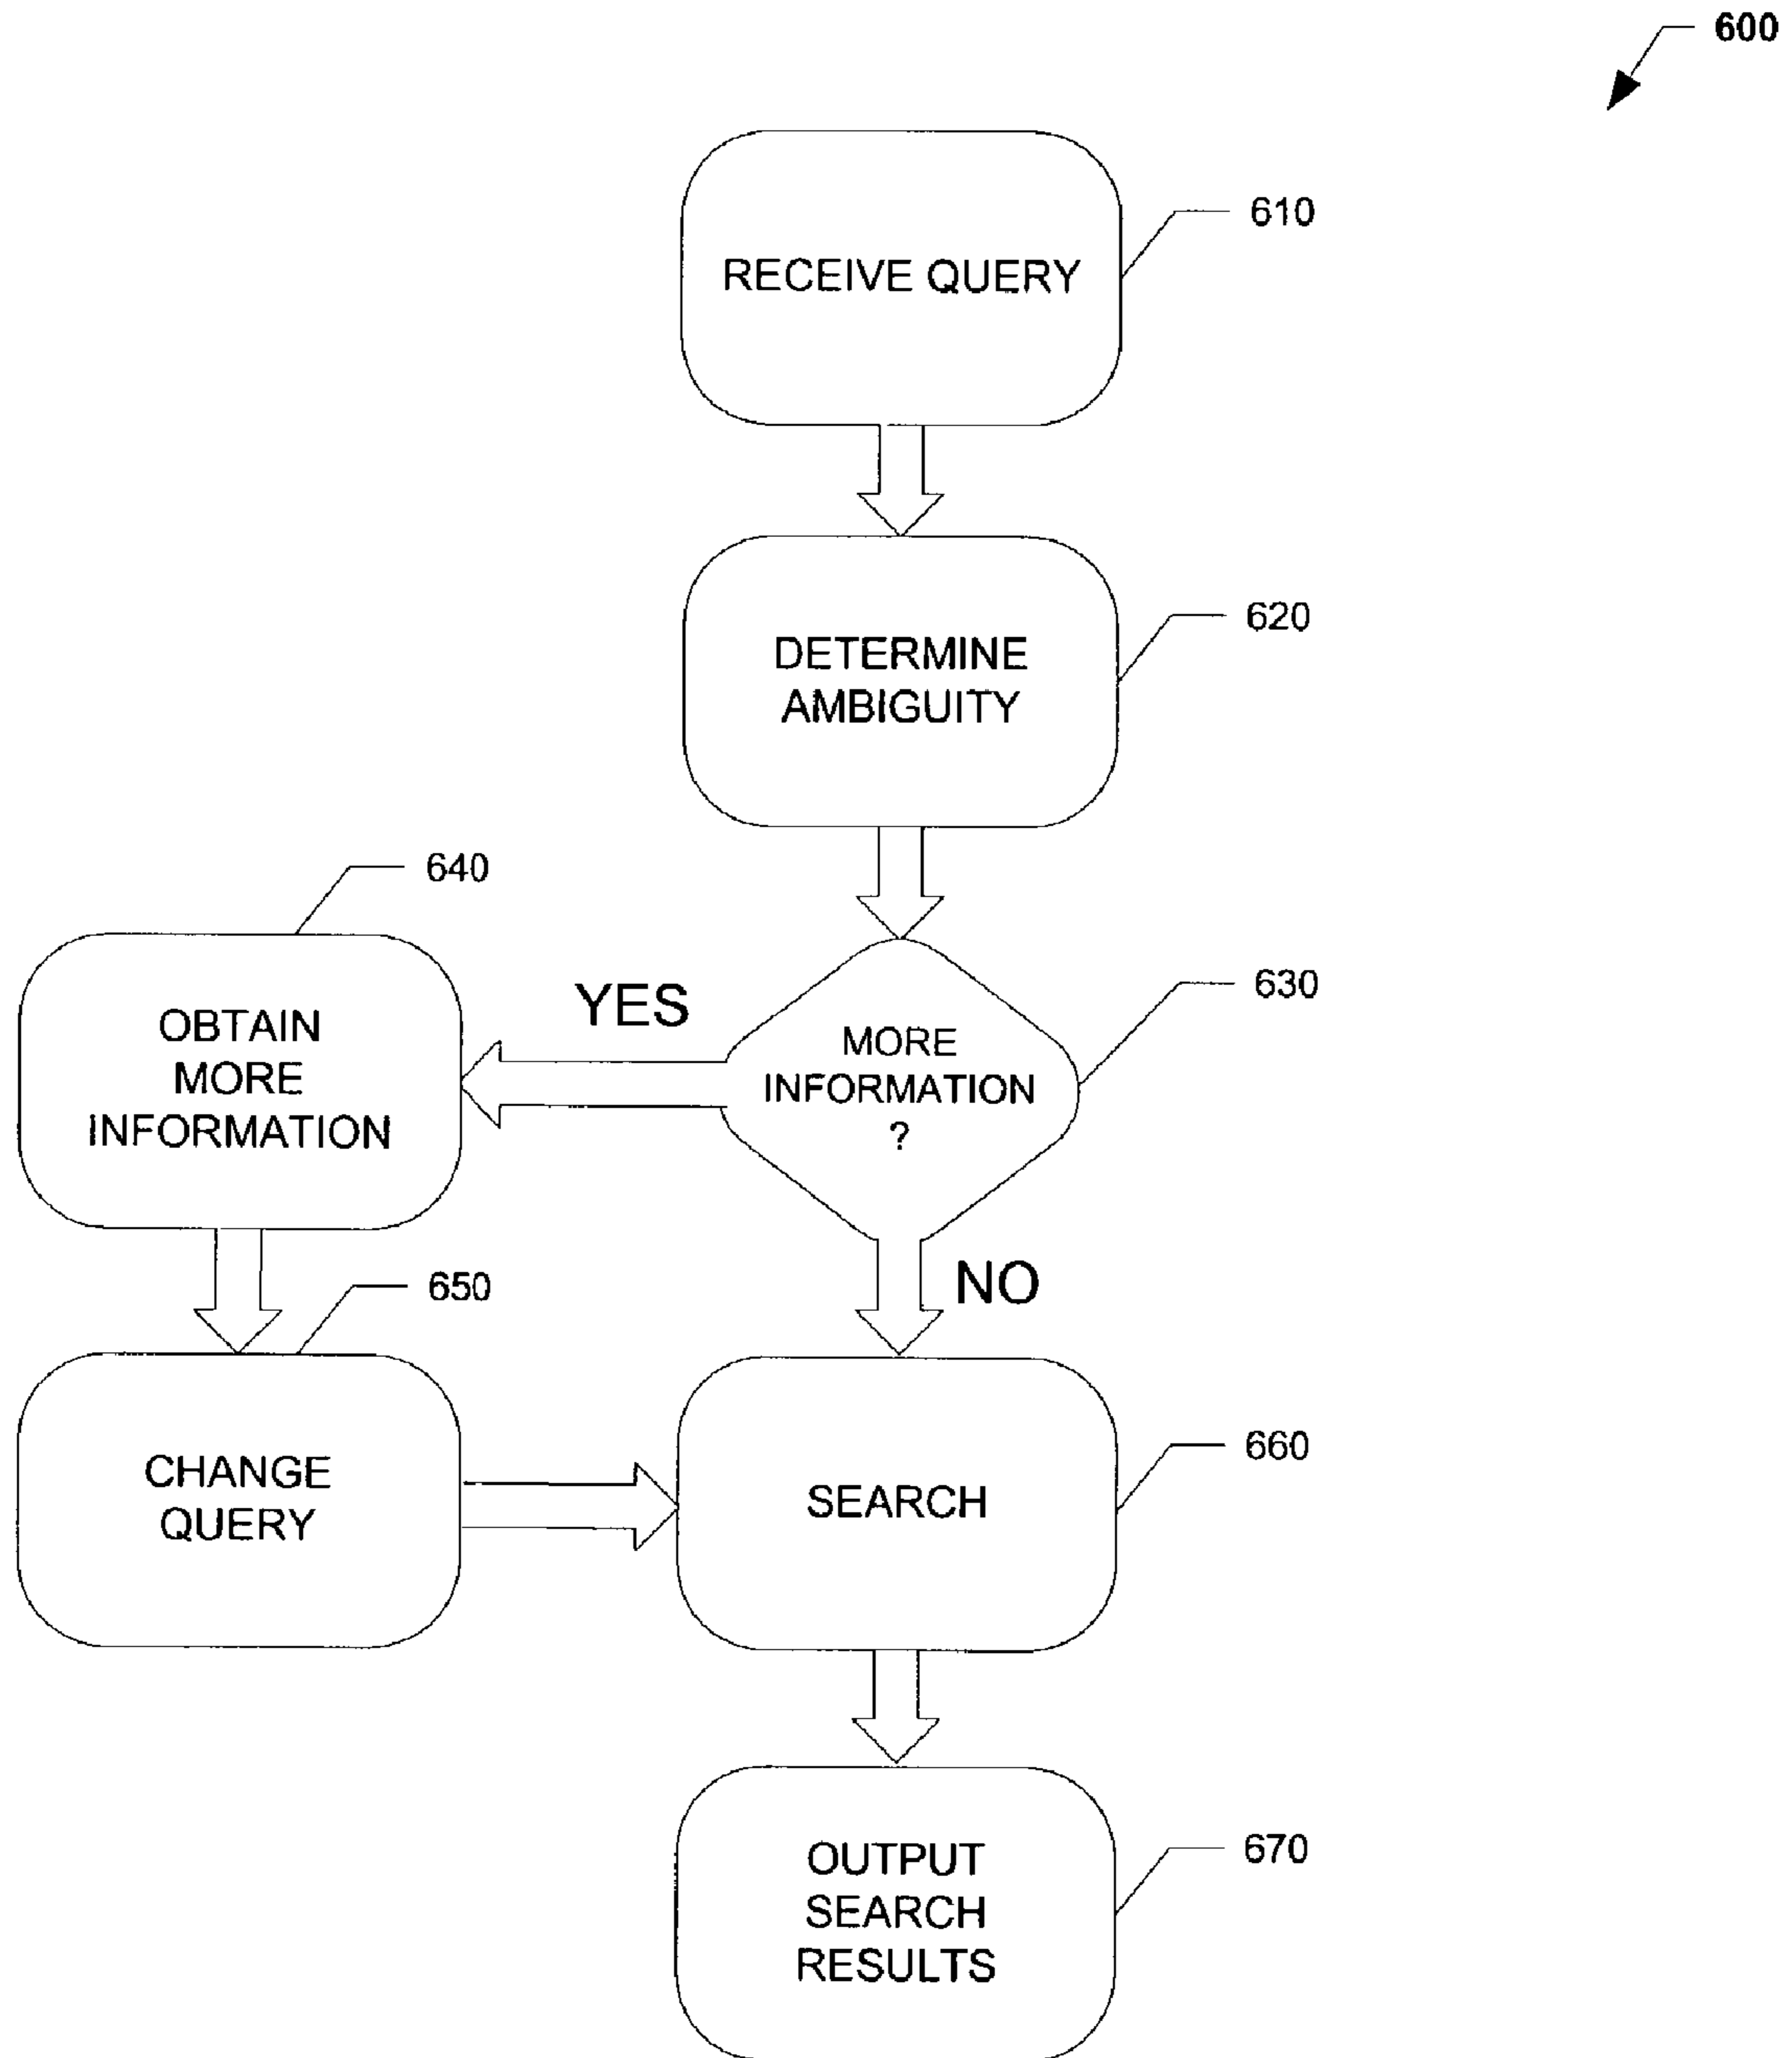 600
RECEIVE QUERY
610
DETERMINE
AMBIGUITY
620
640
OBTAIN
MORE
INFORMATION
YES
MORE
INFORMATION
?
630
NO
650
CHANGE
QUERY
SEARCH
660
OUTPUT
SEARCH
RESULTS
670